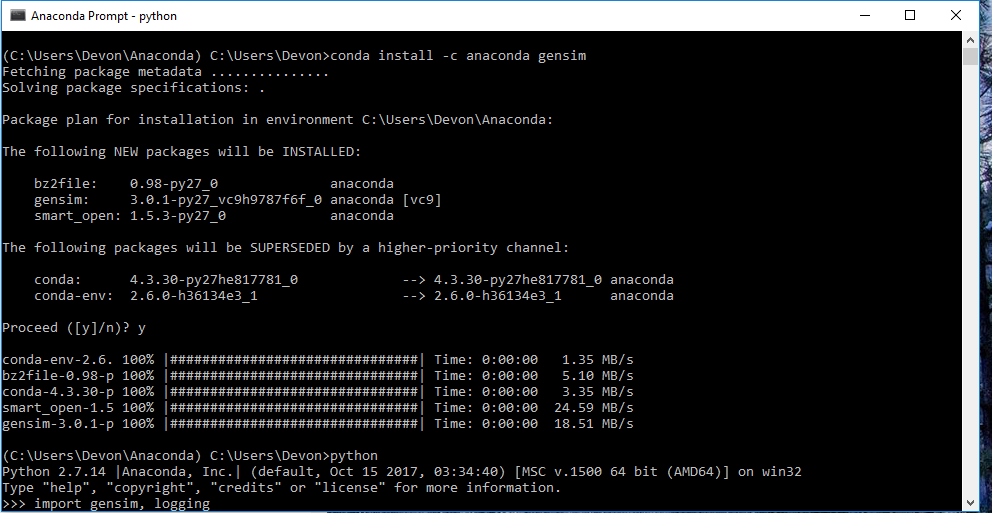 Anaconda Prompt - python
(C:\Users\Devon\Anaconda) C:\Users\Devon>conda install -c anaconda gensim
Fetching package metadata ...............
Solving package specifications: .
Package plan for installation in environment C:\Users\Devon\Anaconda:
The following NEW packages will be INSTALLED:
bz2file: 0.98-py27_0 anaconda
gensim: 3.0.1-py27_vc9h9787f6f_0 anaconda [vc9]
smart_open: 1.5.3-py27_0 anaconda
The following packages will be SUPERSEDED by a higher-priority channel:
conda: 4.3.30-py27he817781_0 --> 4.3.30-py27he817781_0 anaconda
conda-env: 2.6.0-h36134e3_1 --> 2.6.0-h36134e3_1 anaconda
Proceed ([y]/n)? y
conda-env-2.6. 100% |###############################| Time: 0:00:00 1.35 MB/s
bz2file-0.98-p 100% |###############################| Time: 0:00:00 5.10 MB/s
conda-4.3.30-p 100% |###############################| Time: 0:00:00 3.35 MB/s
smart_open-1.5 100% |###############################| Time: 0:00:00 24.59 MB/s
gensim-3.0.1-p 100% |###############################| Time: 0:00:00 18.51 MB/s
(C:\Users\Devon\Anaconda) C:\Users\Devon>python
Python 2.7.14 |Anaconda, Inc.| (default, Oct 15 2017, 03:34:40) [MSC v.1500 64 bit (AMD64)] on win32
Type "help", "copyright", "credits" or "license" for more information.
>>> import gensim, logging